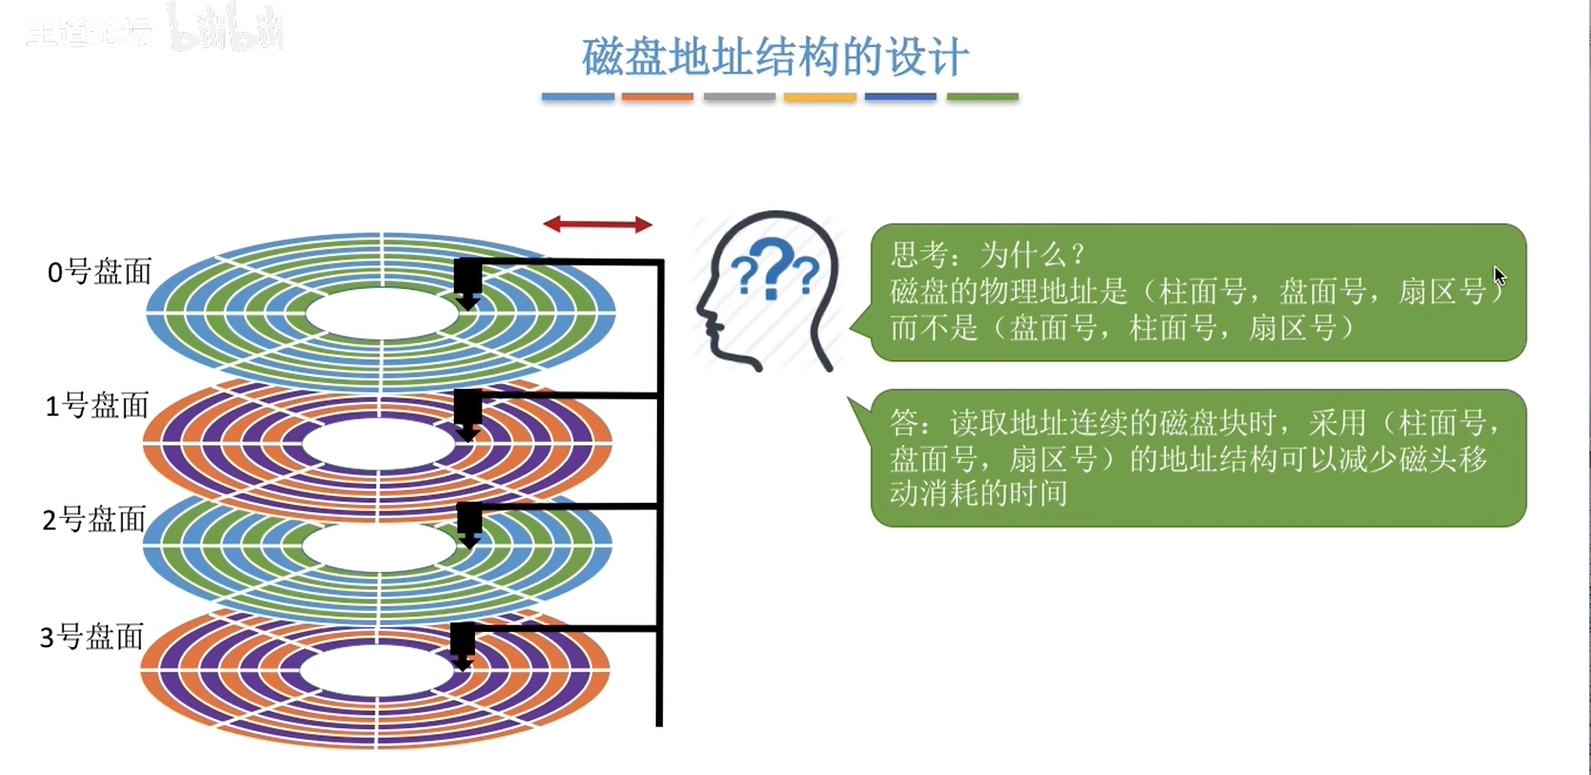 王道论坛 bilibili
磁盘地址结构的设计
0号盘面
1号盘面
2号盘面
3号盘面
???
思考：为什么？
磁盘的物理地址是（柱面号，盘面号，扇区号）
而不是（盘面号，柱面号，扇区号）
答：读取地址连续的磁盘块时，采用（柱面号，
盘面号，扇区号）的地址结构可以减少磁头移
动消耗的时间